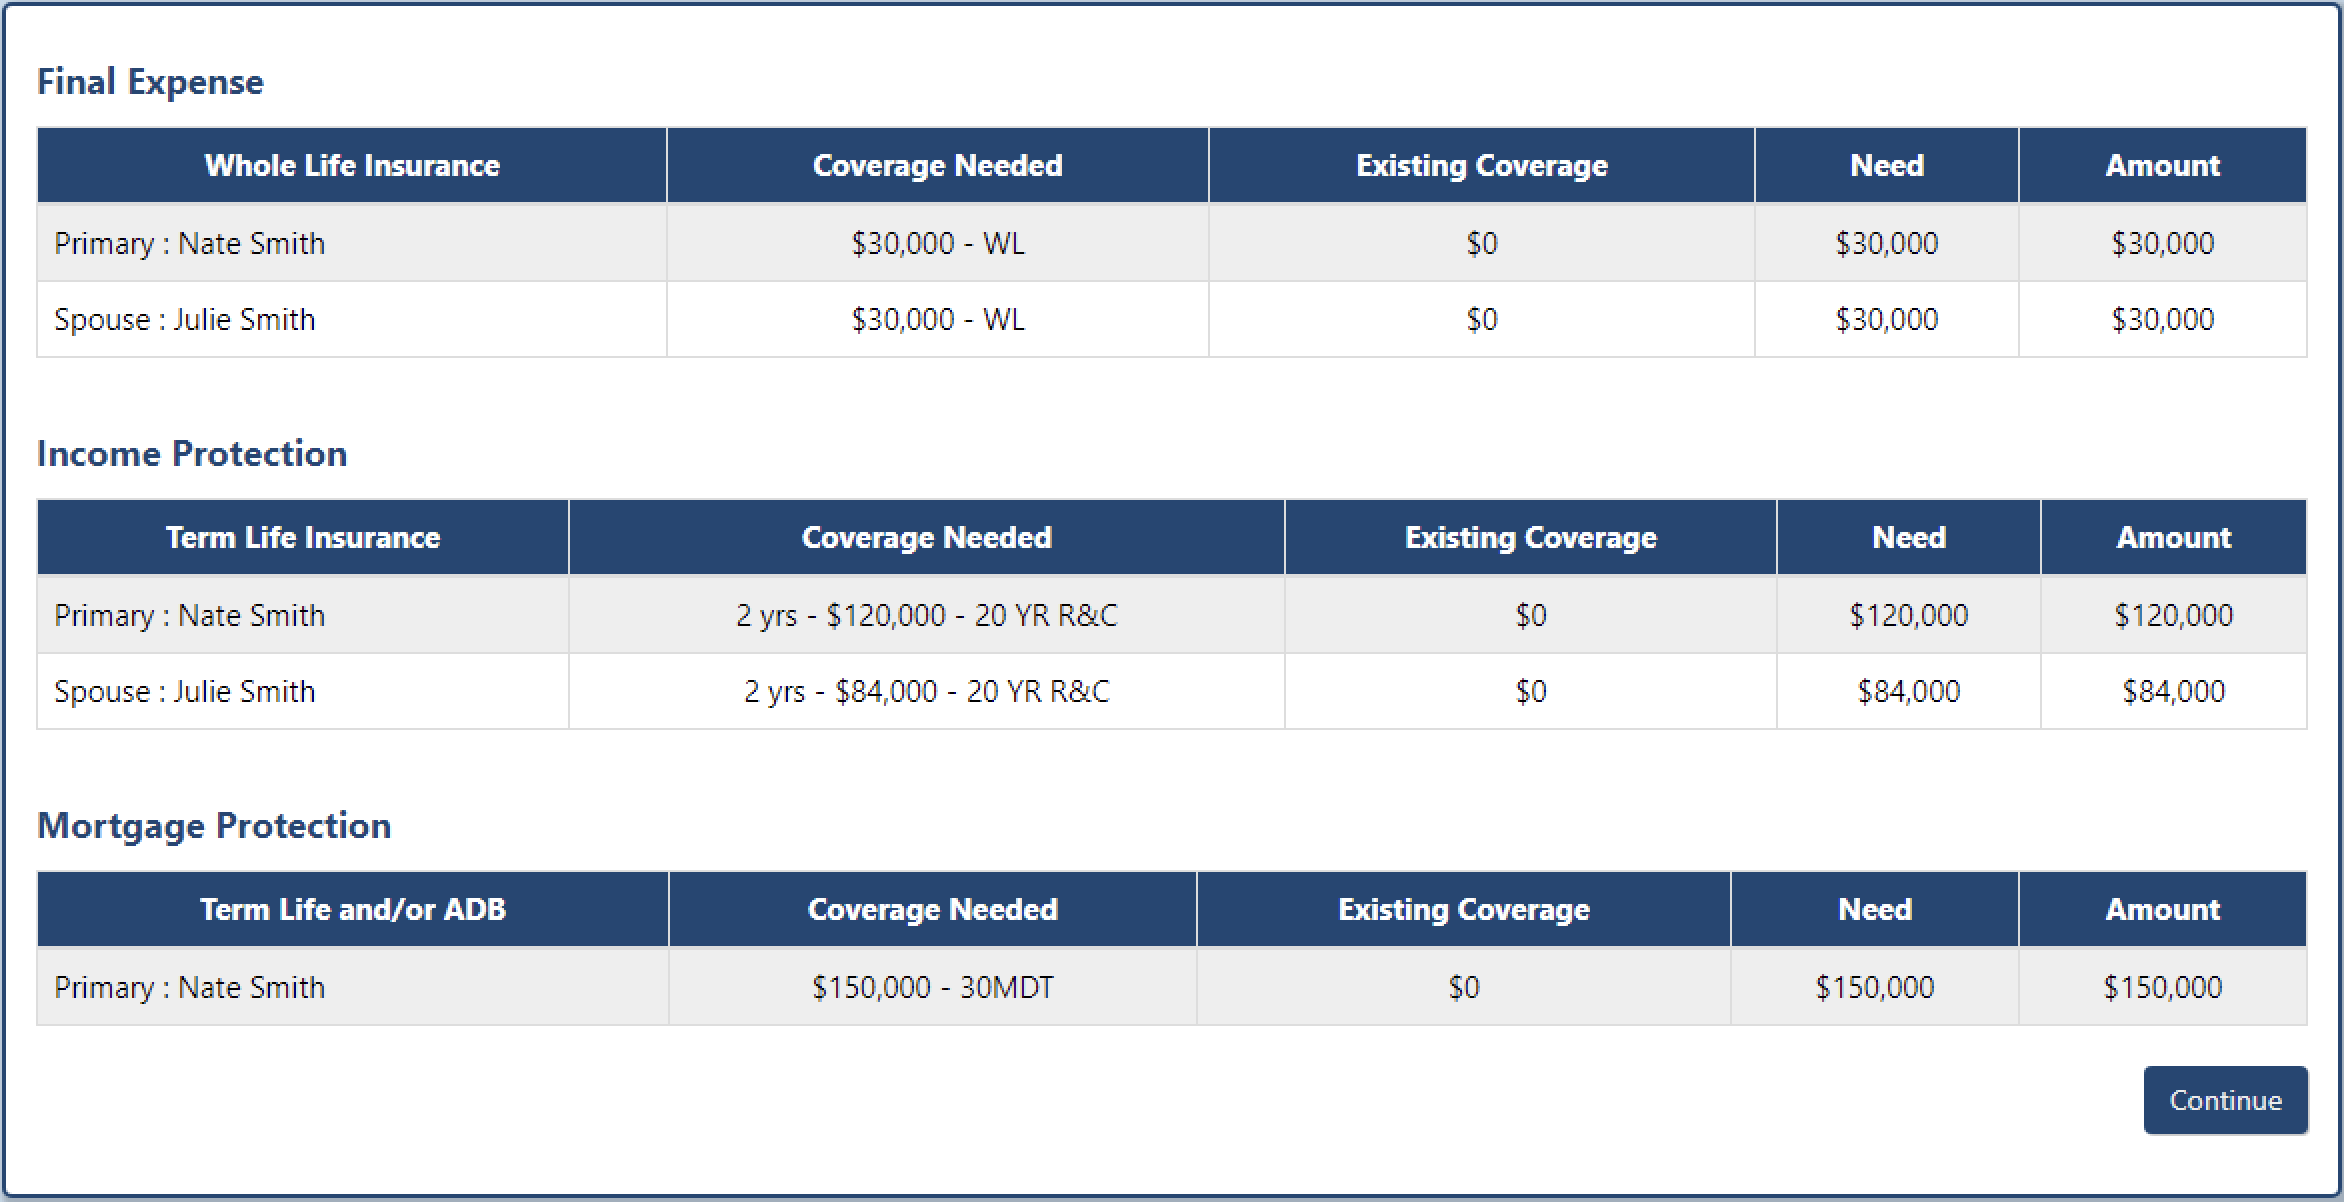 Final Expense
Whole Life Insurance Coverage Needed Existing Coverage Need Amount
Primary : Nate Smith $30,000 - WL $0 $30,000 $30,000
Spouse : Julie Smith $30,000 - WL $0 $30,000 $30,000
Income Protection
Term Life Insurance Coverage Needed Existing Coverage Need Amount
Primary : Nate Smith 2 yrs - $120,000 - 20 YR R&C $0 $120,000 $120,000
Spouse : Julie Smith 2 yrs - $84,000 - 20 YR R&C $0 $84,000 $84,000
Mortgage Protection
Term Life and/or ADB Coverage Needed Existing Coverage Need Amount
Primary : Nate Smith $150,000 - 30MDT $0 $150,000 $150,000
Continue